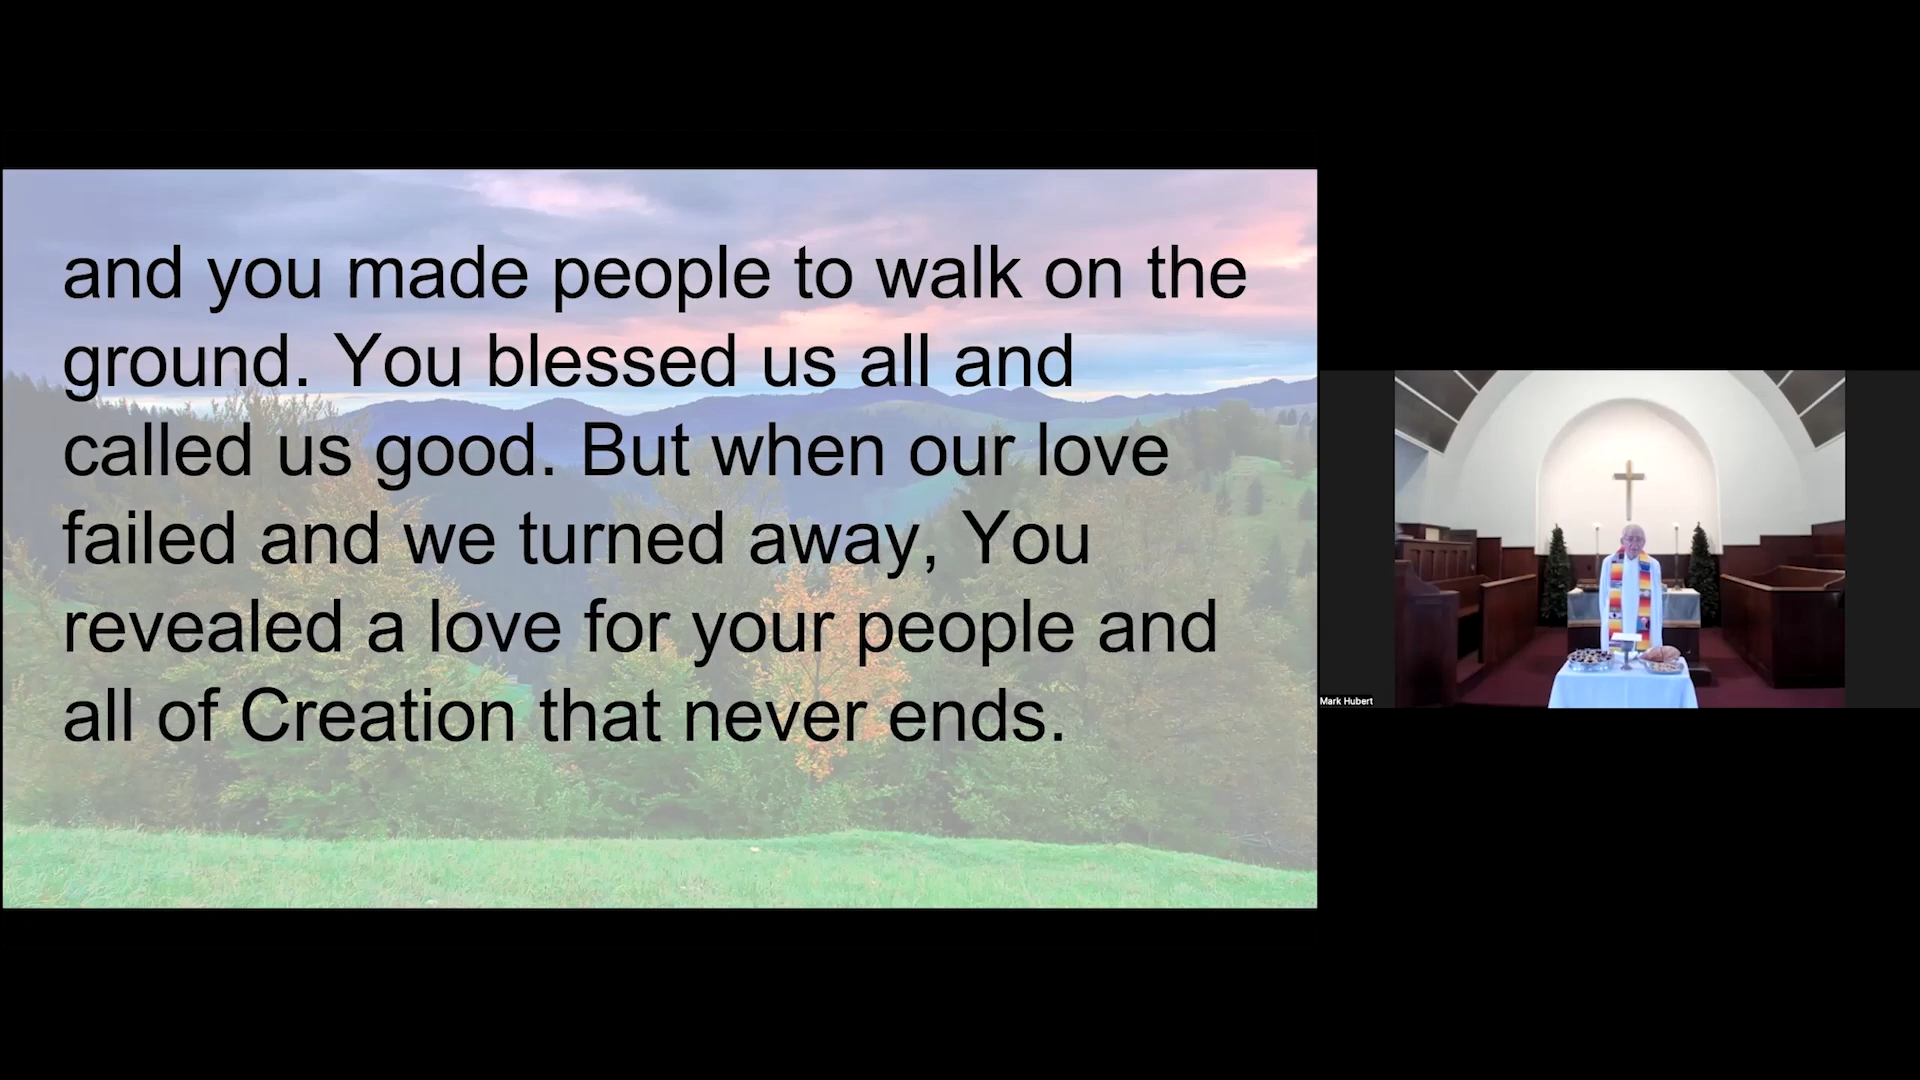 and you made people to walk on the
ground. You blessed us all and
called us good. But when our love
failed and we turned away, You
revealed a love for your people and
all of Creation that never ends.
Mark Hubert